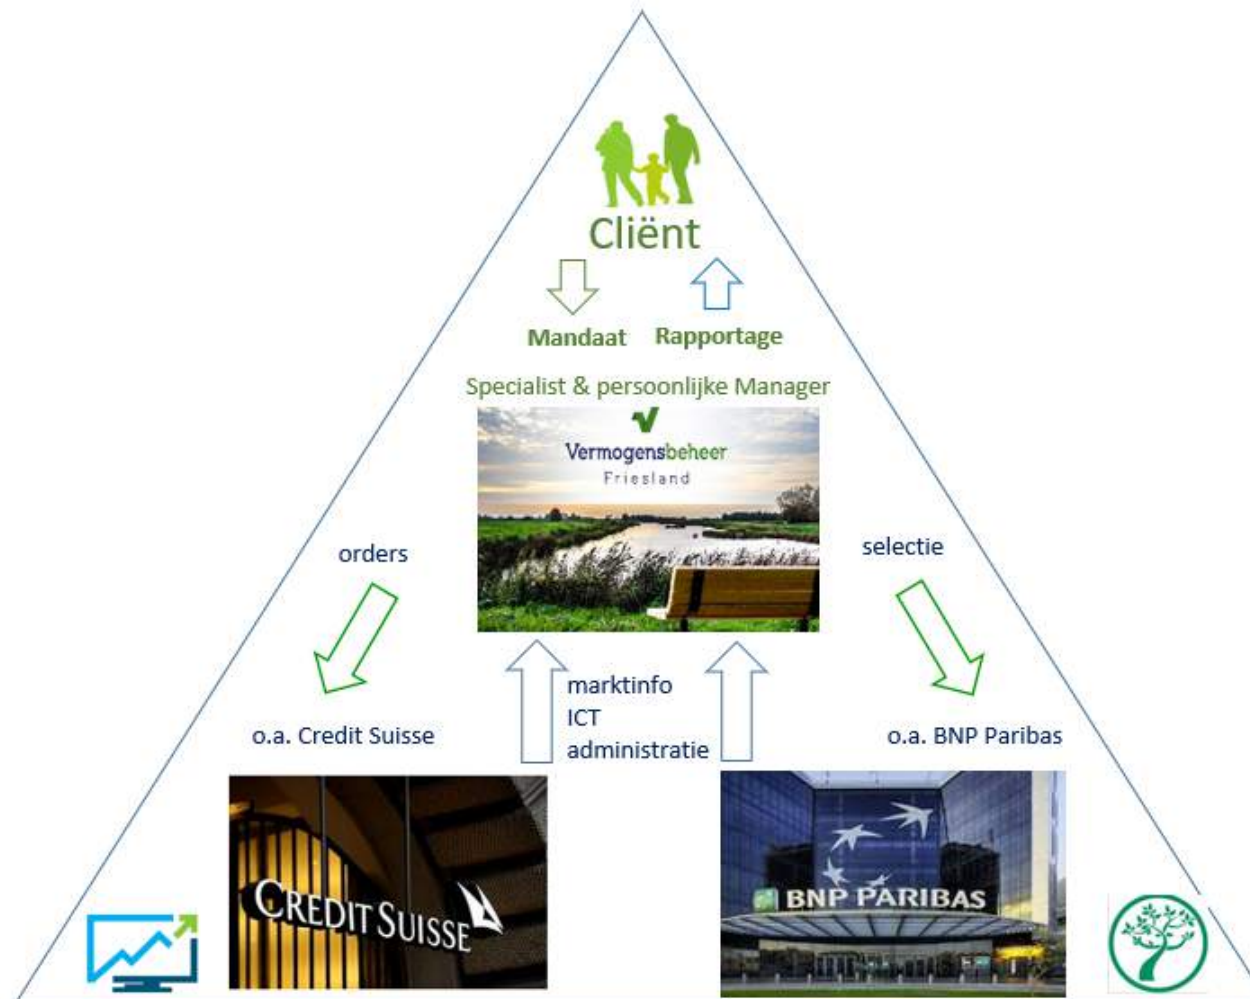 Cliënt
Mandaat Rapportage
Specialist & persoonlijke Manager
Vermogensbeheer
Friesland
orders
selectie
marktinfo
ICT
administratie
o.a. Credit Suisse
o.a. BNP Paribas
CREDIT SUISSE
BNP PARIBAS